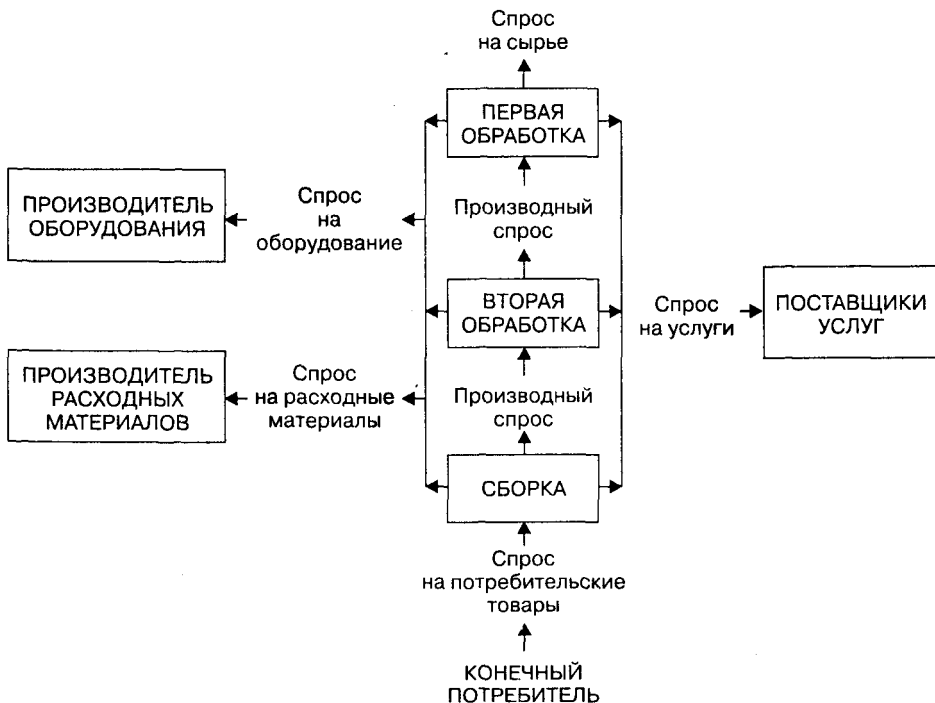 Спрос
на сырье
ПЕРВАЯ
ОБРАБОТКА
ПРОИЗВОДИТЕЛЬ
ОБОРУДОВАНИЯ
Спрос
на
оборудование
Производный
спрос
ВТОРАЯ
ОБРАБОТКА
Спрос
на услуги
ПОСТАВЩИКИ
УСЛУГ
ПРОИЗВОДИТЕЛЬ
РАСХОДНЫХ
МАТЕРИАЛОВ
Спрос
на расходные
материалы
Производный
спрос
СБОРКА
Спрос
на потребительские
товары
КОНЕЧНЫЙ
ПОТРЕБИТЕЛЬ